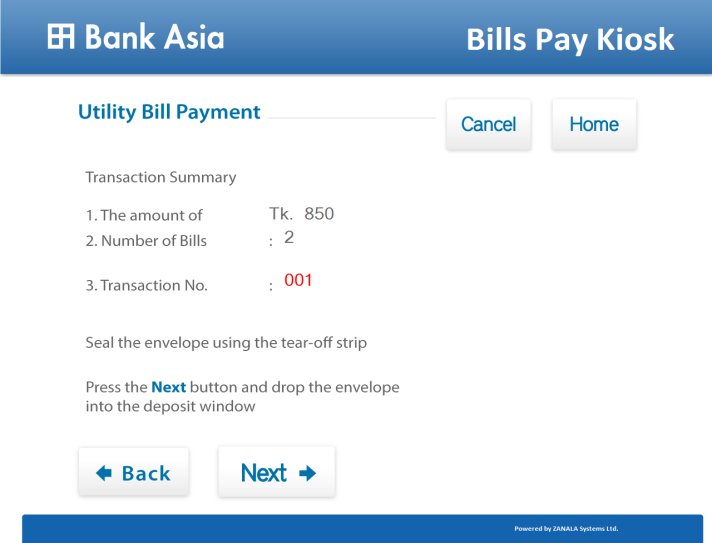 Bank Asia
Bills Pay Kiosk
Utility Bill Payment
Cancel
Home
Transaction Summary
1. The amount of Tk. 850
2. Number of Bills : 2
3. Transaction No. : 001
Seal the envelope using the tear-off strip
Press the Next button and drop the envelope
into the deposit window
Back
Next
Powered by ZANALA Systems Ltd.